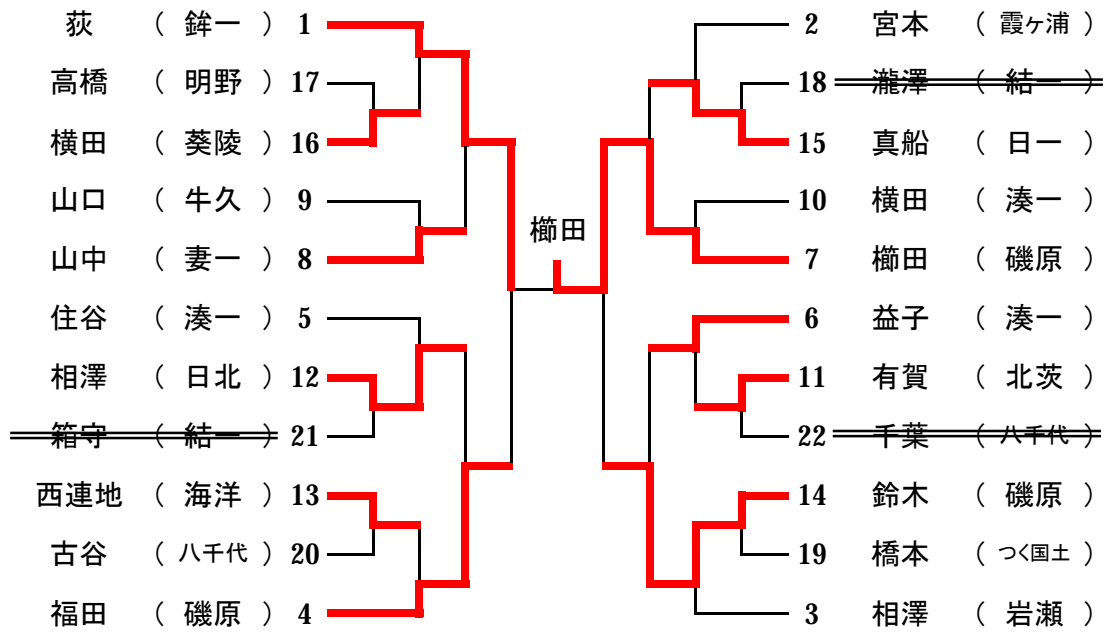 荻 ( 鉾一 ) 1
高橋 ( 明野 ) 17
横田 ( 葵陵 ) 16
山口 ( 牛久 ) 9
山中 ( 妻一 ) 8
住谷 ( 湊一 ) 5
相澤 ( 日北 ) 12
箱守 ( 結一 ) 21
西連地 ( 海洋 ) 13
古谷 ( 八千代 ) 20
福田 ( 磯原 ) 4
櫛田
2 宮本 ( 霞ヶ浦 )
18 瀧澤 ( 結一 )
15 真船 ( 日一 )
10 横田 ( 湊一 )
7 櫛田 ( 磯原 )
6 益子 ( 湊一 )
11 有賀 ( 北茨 )
22 千葉 ( 八千代 )
14 鈴木 ( 磯原 )
19 橋本 ( つく国土 )
3 相澤 ( 岩瀬 )